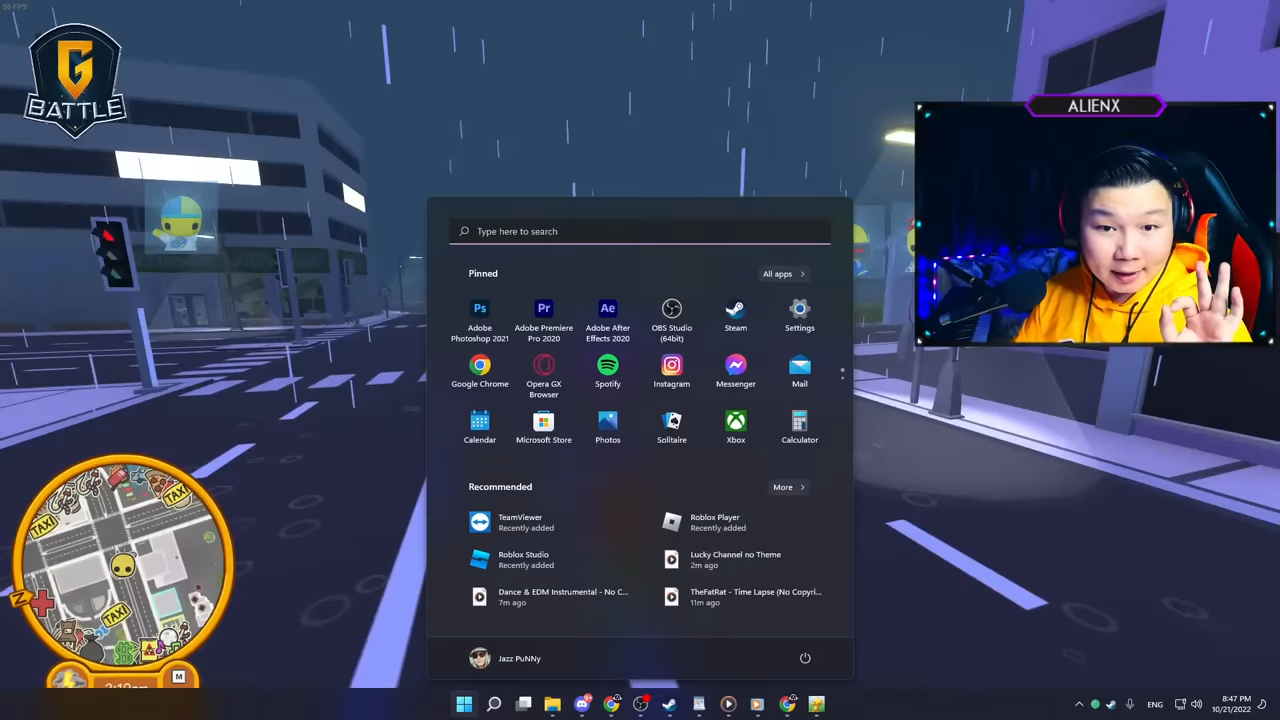 86 FPS
G
BATTLE
ALIENX
Type here to search
Pinned
All apps
Ps
Pr
Ae
Adobe
Photoshop 2021
Adobe Premiere
Pro 2020
Adobe After
Effects 2020
OBS Studio
(64bit)
Steam
Settings
Google Chrome
Opera GX
Browser
Spotify
Instagram
Messenger
Mail
Calendar
Microsoft Store
Photos
Solitaire
Xbox
Calculator
Recommended
More
TeamViewer
Recently added
Roblox Player
Recently added
Roblox Studio
Recently added
Lucky Channel no Theme
2m ago
Dance & EDM Instrumental - No C...
7m ago
TheFatRat - Time Lapse (No Copyri...
11m ago
Jazz PuNNy
TAXI
TAXI
TAXI
Z
M
ENG
8:47 PM
10/21/2022